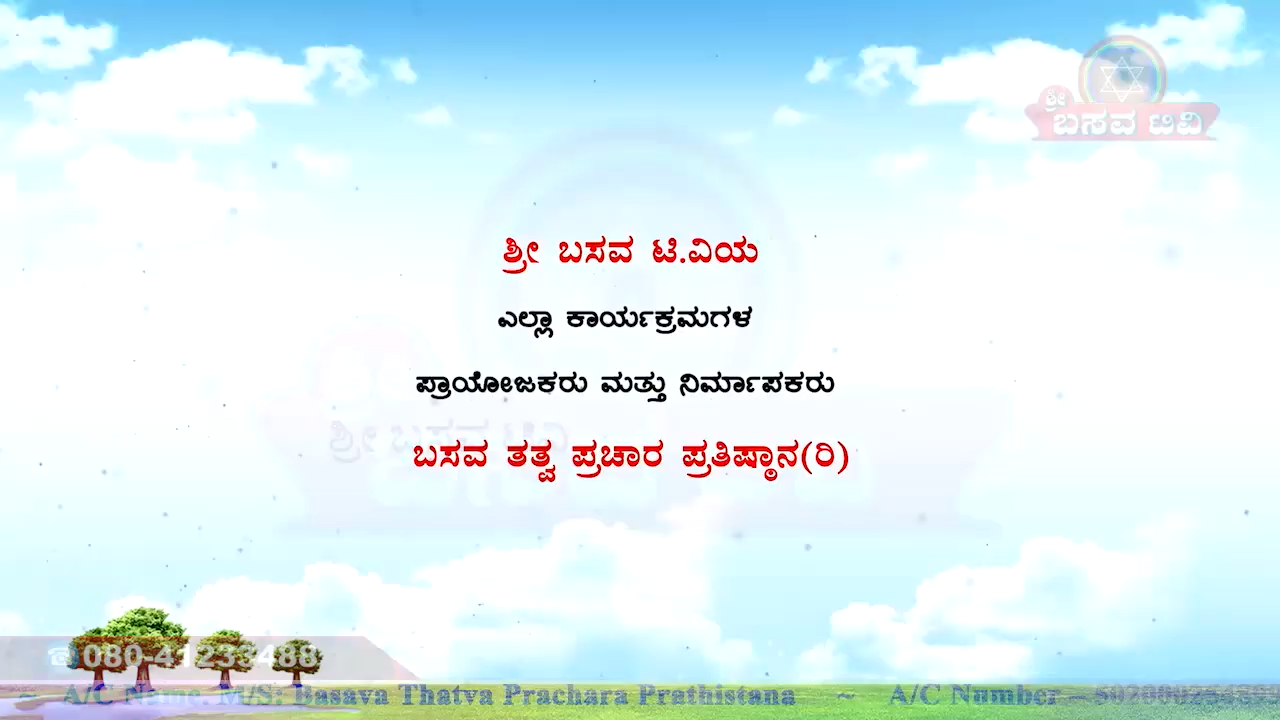 ಶ್ರೀ
ಬಸವ ಟಿವಿ
ಶ್ರೀ ಬಸವ ಟಿ.ವಿಯ
ಎಲ್ಲಾ ಕಾರ್ಯಕ್ರಮಗಳ
ಪ್ರಾಯೋಜಕರು ಮತ್ತು ನಿರ್ಮಾಪಕರು
ಬಸವ ತತ್ವ ಪ್ರಚಾರ ಪ್ರತಿಷ್ಠಾನ(ರಿ)
080-41233488
~ A/C Name. M/S: Basava Thatva Prachara Prathistana ~ A/C Number